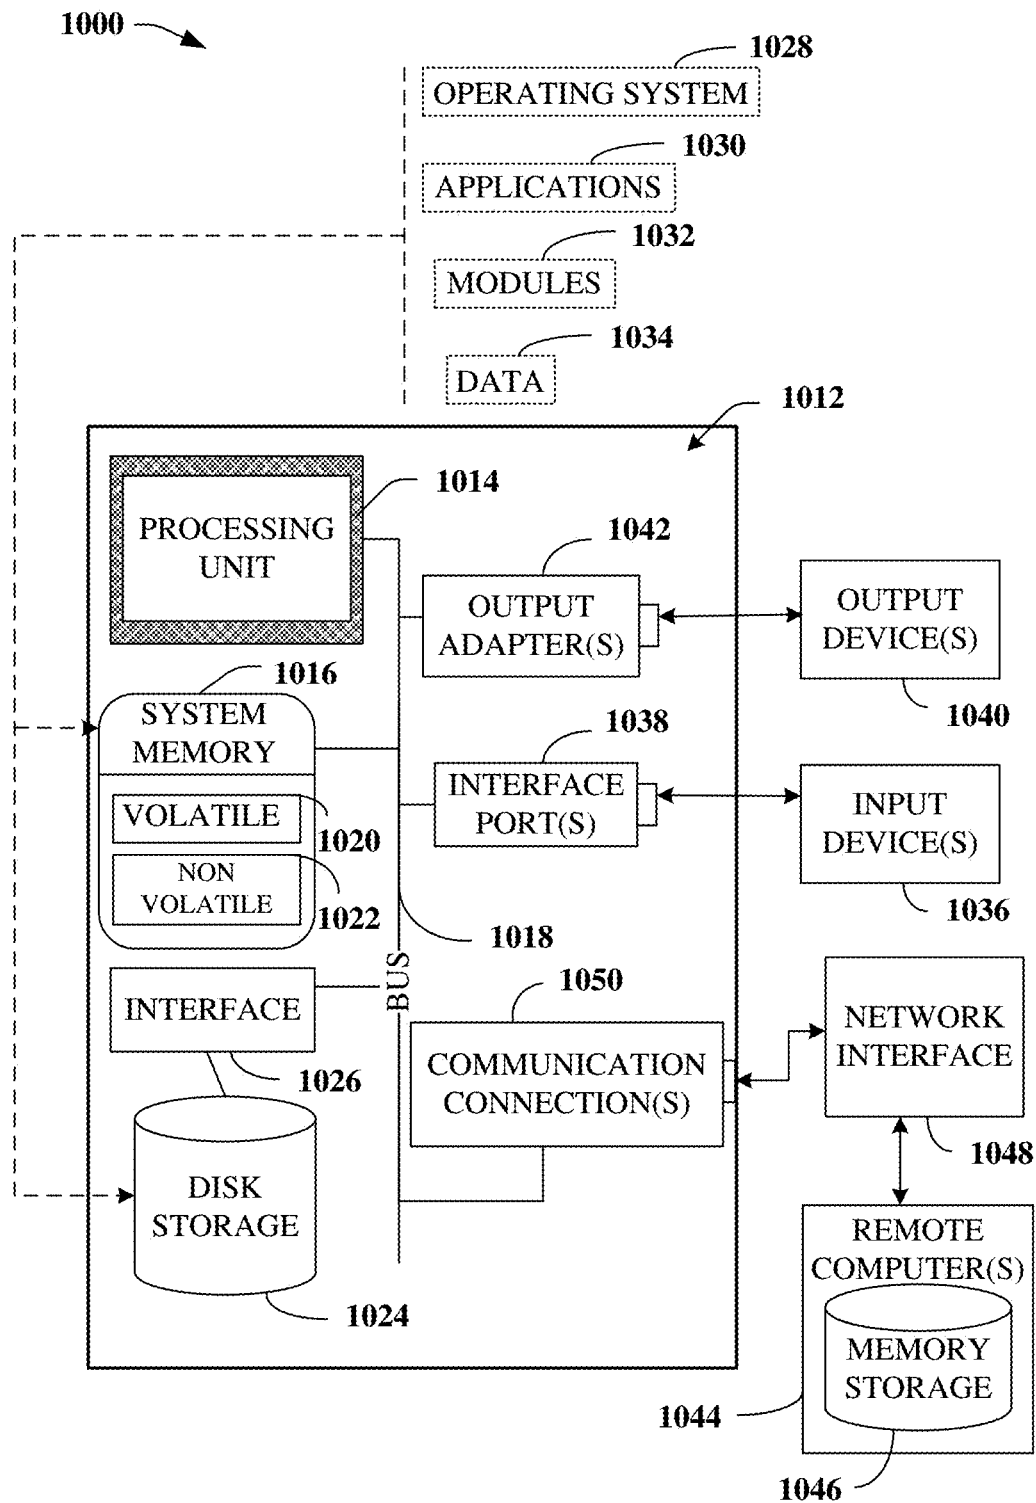 1000
1028
OPERATING SYSTEM
1030
APPLICATIONS
1032
MODULES
1034
DATA
1012
1014
PROCESSING
UNIT
1042
OUTPUT
ADAPTER(S)
OUTPUT
DEVICE(S)
1040
1016
SYSTEM
MEMORY
1038
INTERFACE
PORT(S)
INPUT
DEVICE(S)
1036
VOLATILE
1020
NON
VOLATILE
1022
1018
BUS
INTERFACE
1026
1050
COMMUNICATION
CONNECTION(S)
NETWORK
INTERFACE
1048
DISK
STORAGE
1024
REMOTE
COMPUTER(S)
MEMORY
STORAGE
1044
1046